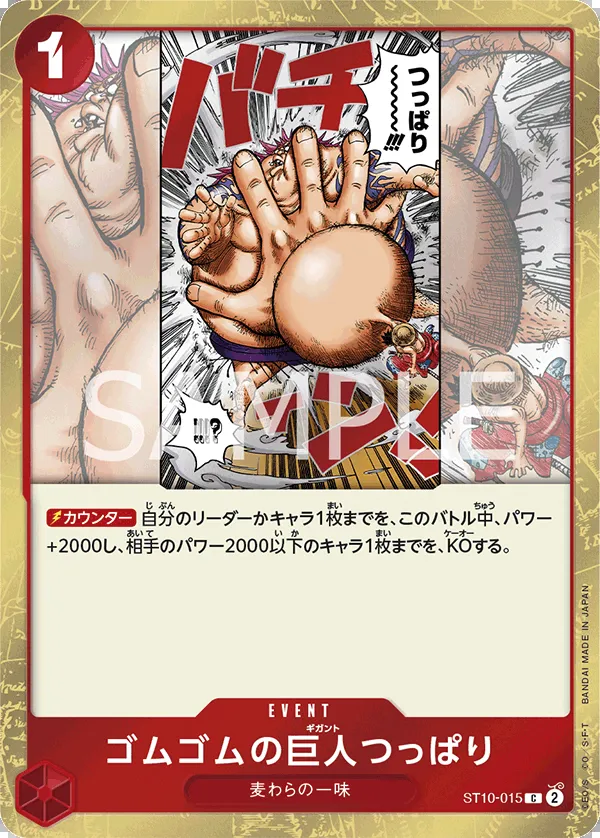 1
バチ
つっぱり
〜〜〜〜!!!
!!!?
SAMPLE
カウンター 自分のリーダーかキャラ1枚までを、このバトル中、パワー
+2000し、相手のパワー2000以下のキャラ1枚までを、KOする。
EVENT
ギガント
ゴムゴムの巨人つっぱり
麦わらの一味
ST10-015 C 2
©E.O./S. ©O. S·F·T BANDAI MADE IN JAPAN